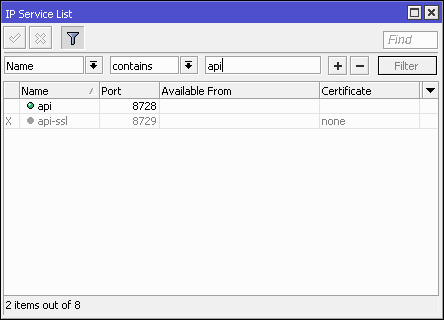 IP Service List
Find
Name contains api Filter
Name Port Available From Certificate
api 8728
X api-ssl 8729 none
2 items out of 8